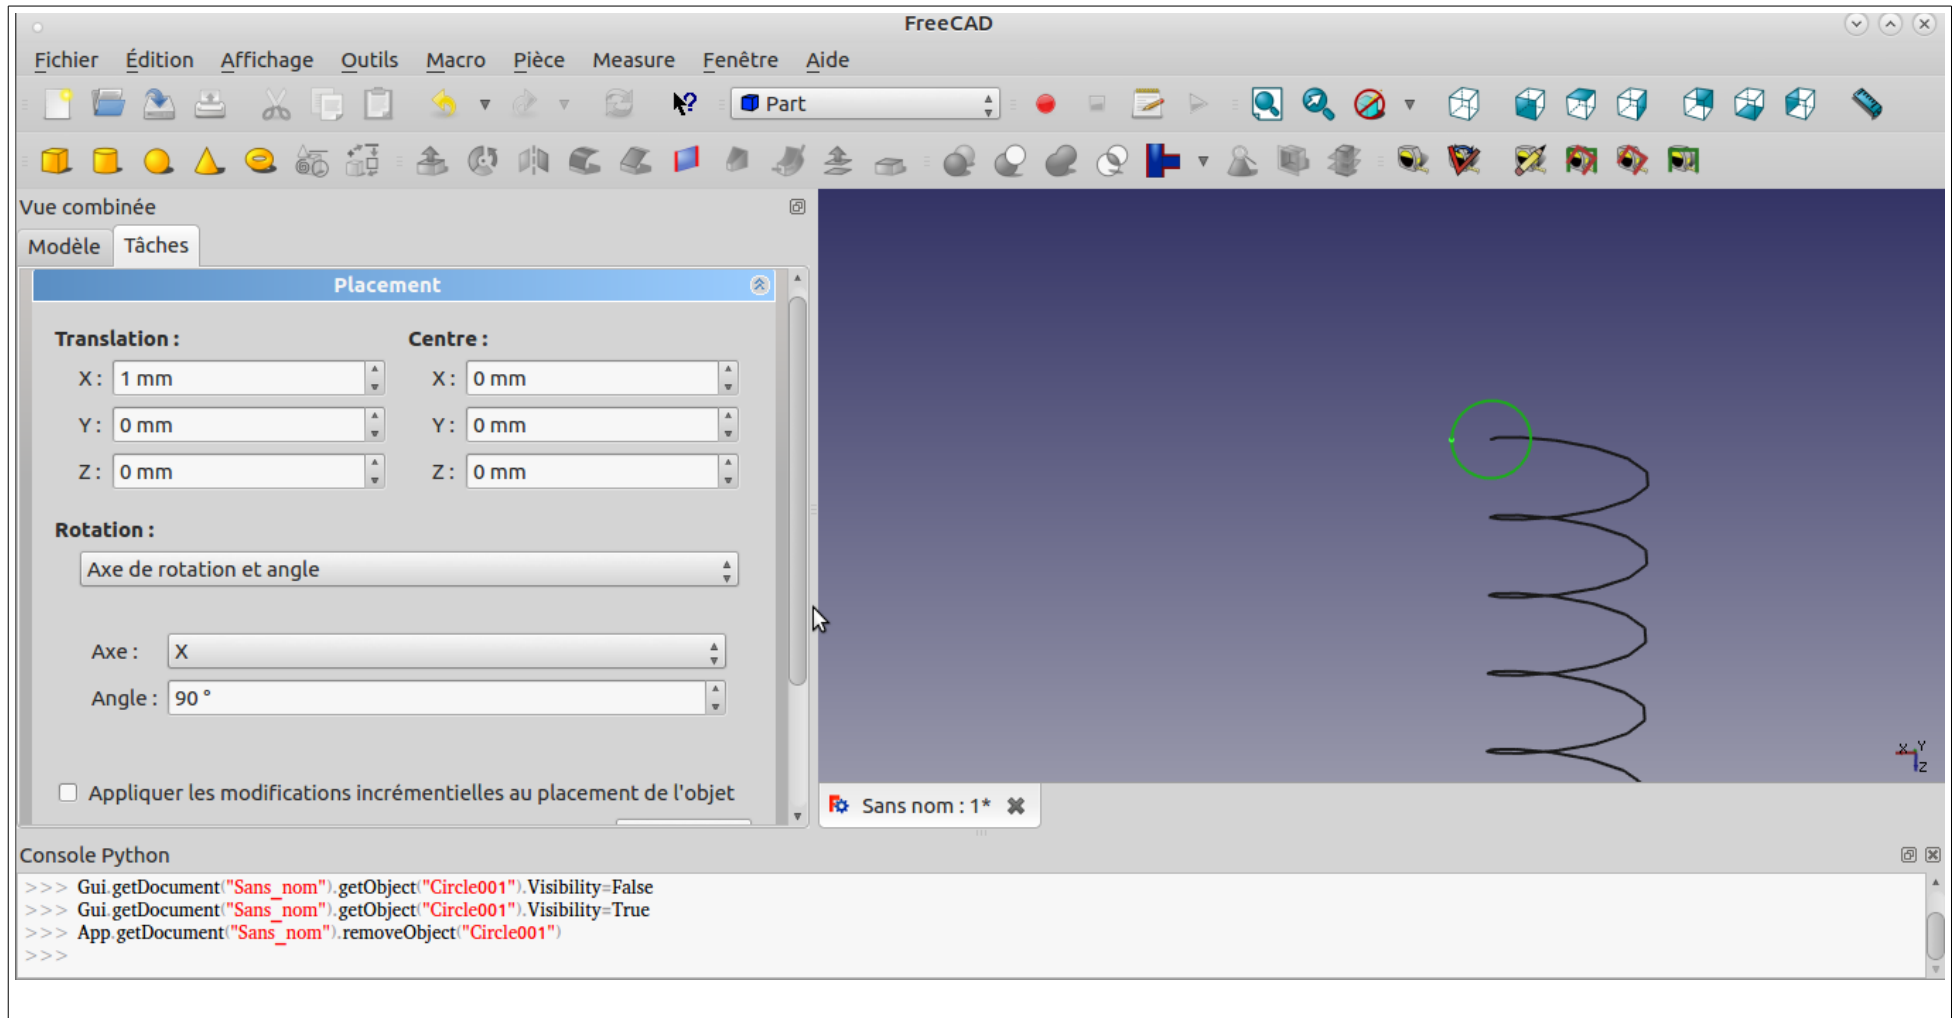 FreeCAD
Fichier Édition Affichage Outils Macro Pièce Measure Fenêtre Aide
Part
Vue combinée
Modèle Tâches
Placement
Translation : Centre :
X : 1 mm X : 0 mm
Y : 0 mm Y : 0 mm
Z : 0 mm Z : 0 mm
Rotation :
Axe de rotation et angle
Axe : X
Angle : 90 °
Appliquer les modifications incrémentielles au placement de l'objet
X Y
Z
Sans nom : 1*
Console Python
>>> Gui.getDocument("Sans_nom").getObject("Circle001").Visibility=False
>>> Gui.getDocument("Sans_nom").getObject("Circle001").Visibility=True
>>> App.getDocument("Sans_nom").removeObject("Circle001")
>>>